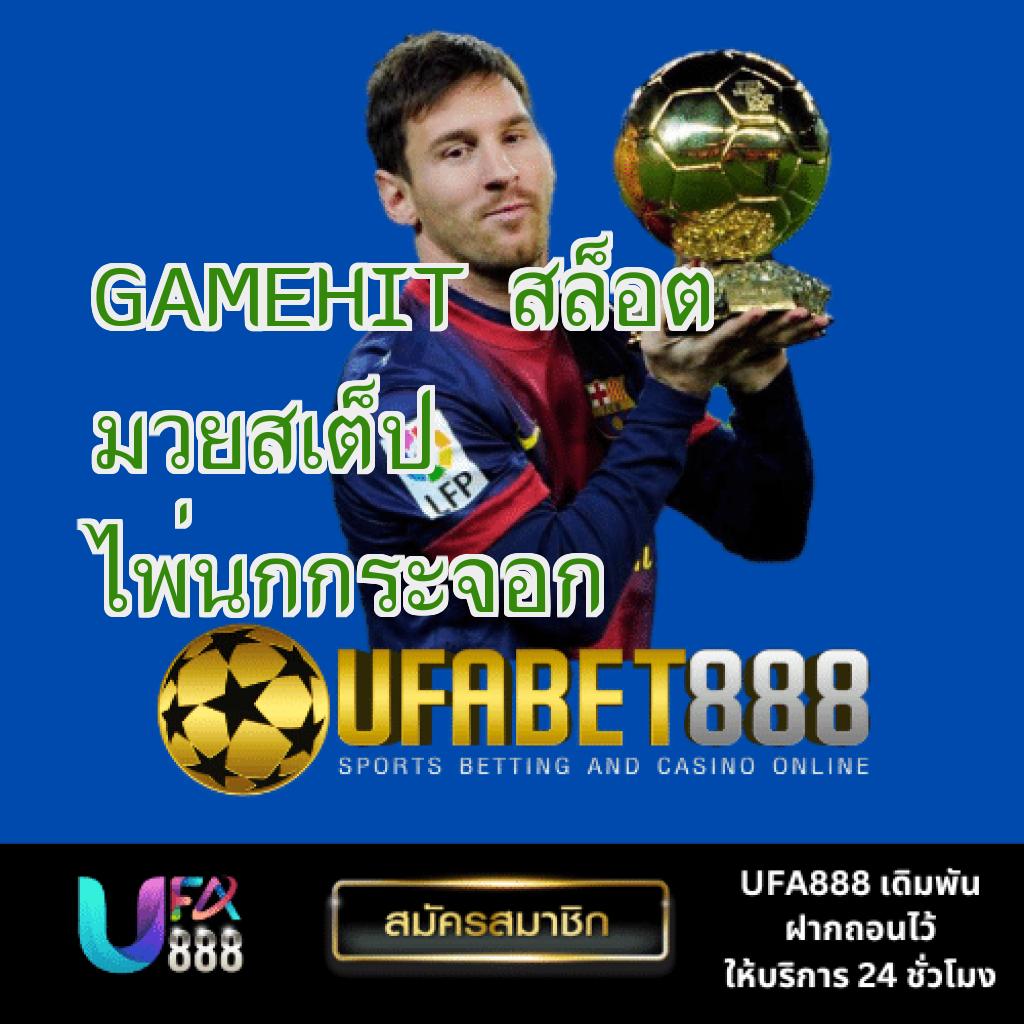 GAMEHIT สล็อต
มวยสเต็ป
LFP
ไพ่นกกระจอก
UFABET888
SPORTS BETTING AND CASINO ONLINE
UFA
888
สมัครสมาชิก
UFA888 เดิมพัน
ฝากถอนไว้
ให้บริการ 24 ชั่วโมง